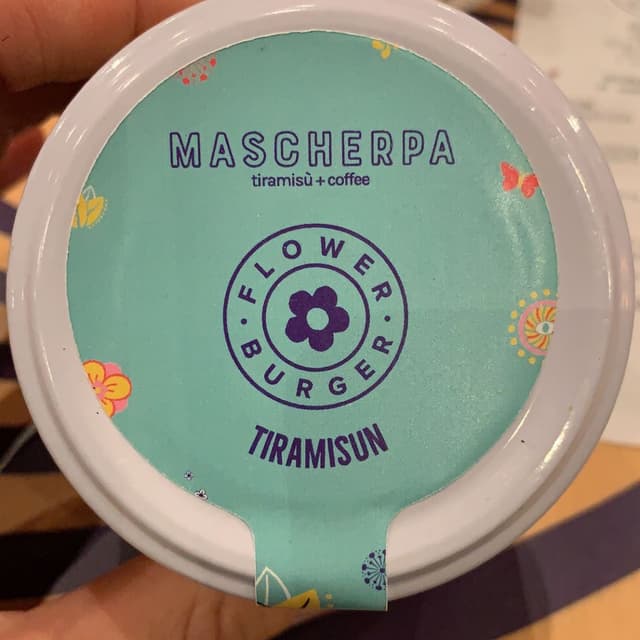 MASCHERPA
tiramisù + coffee
FLOWER
BURGER
TIRAMISUN